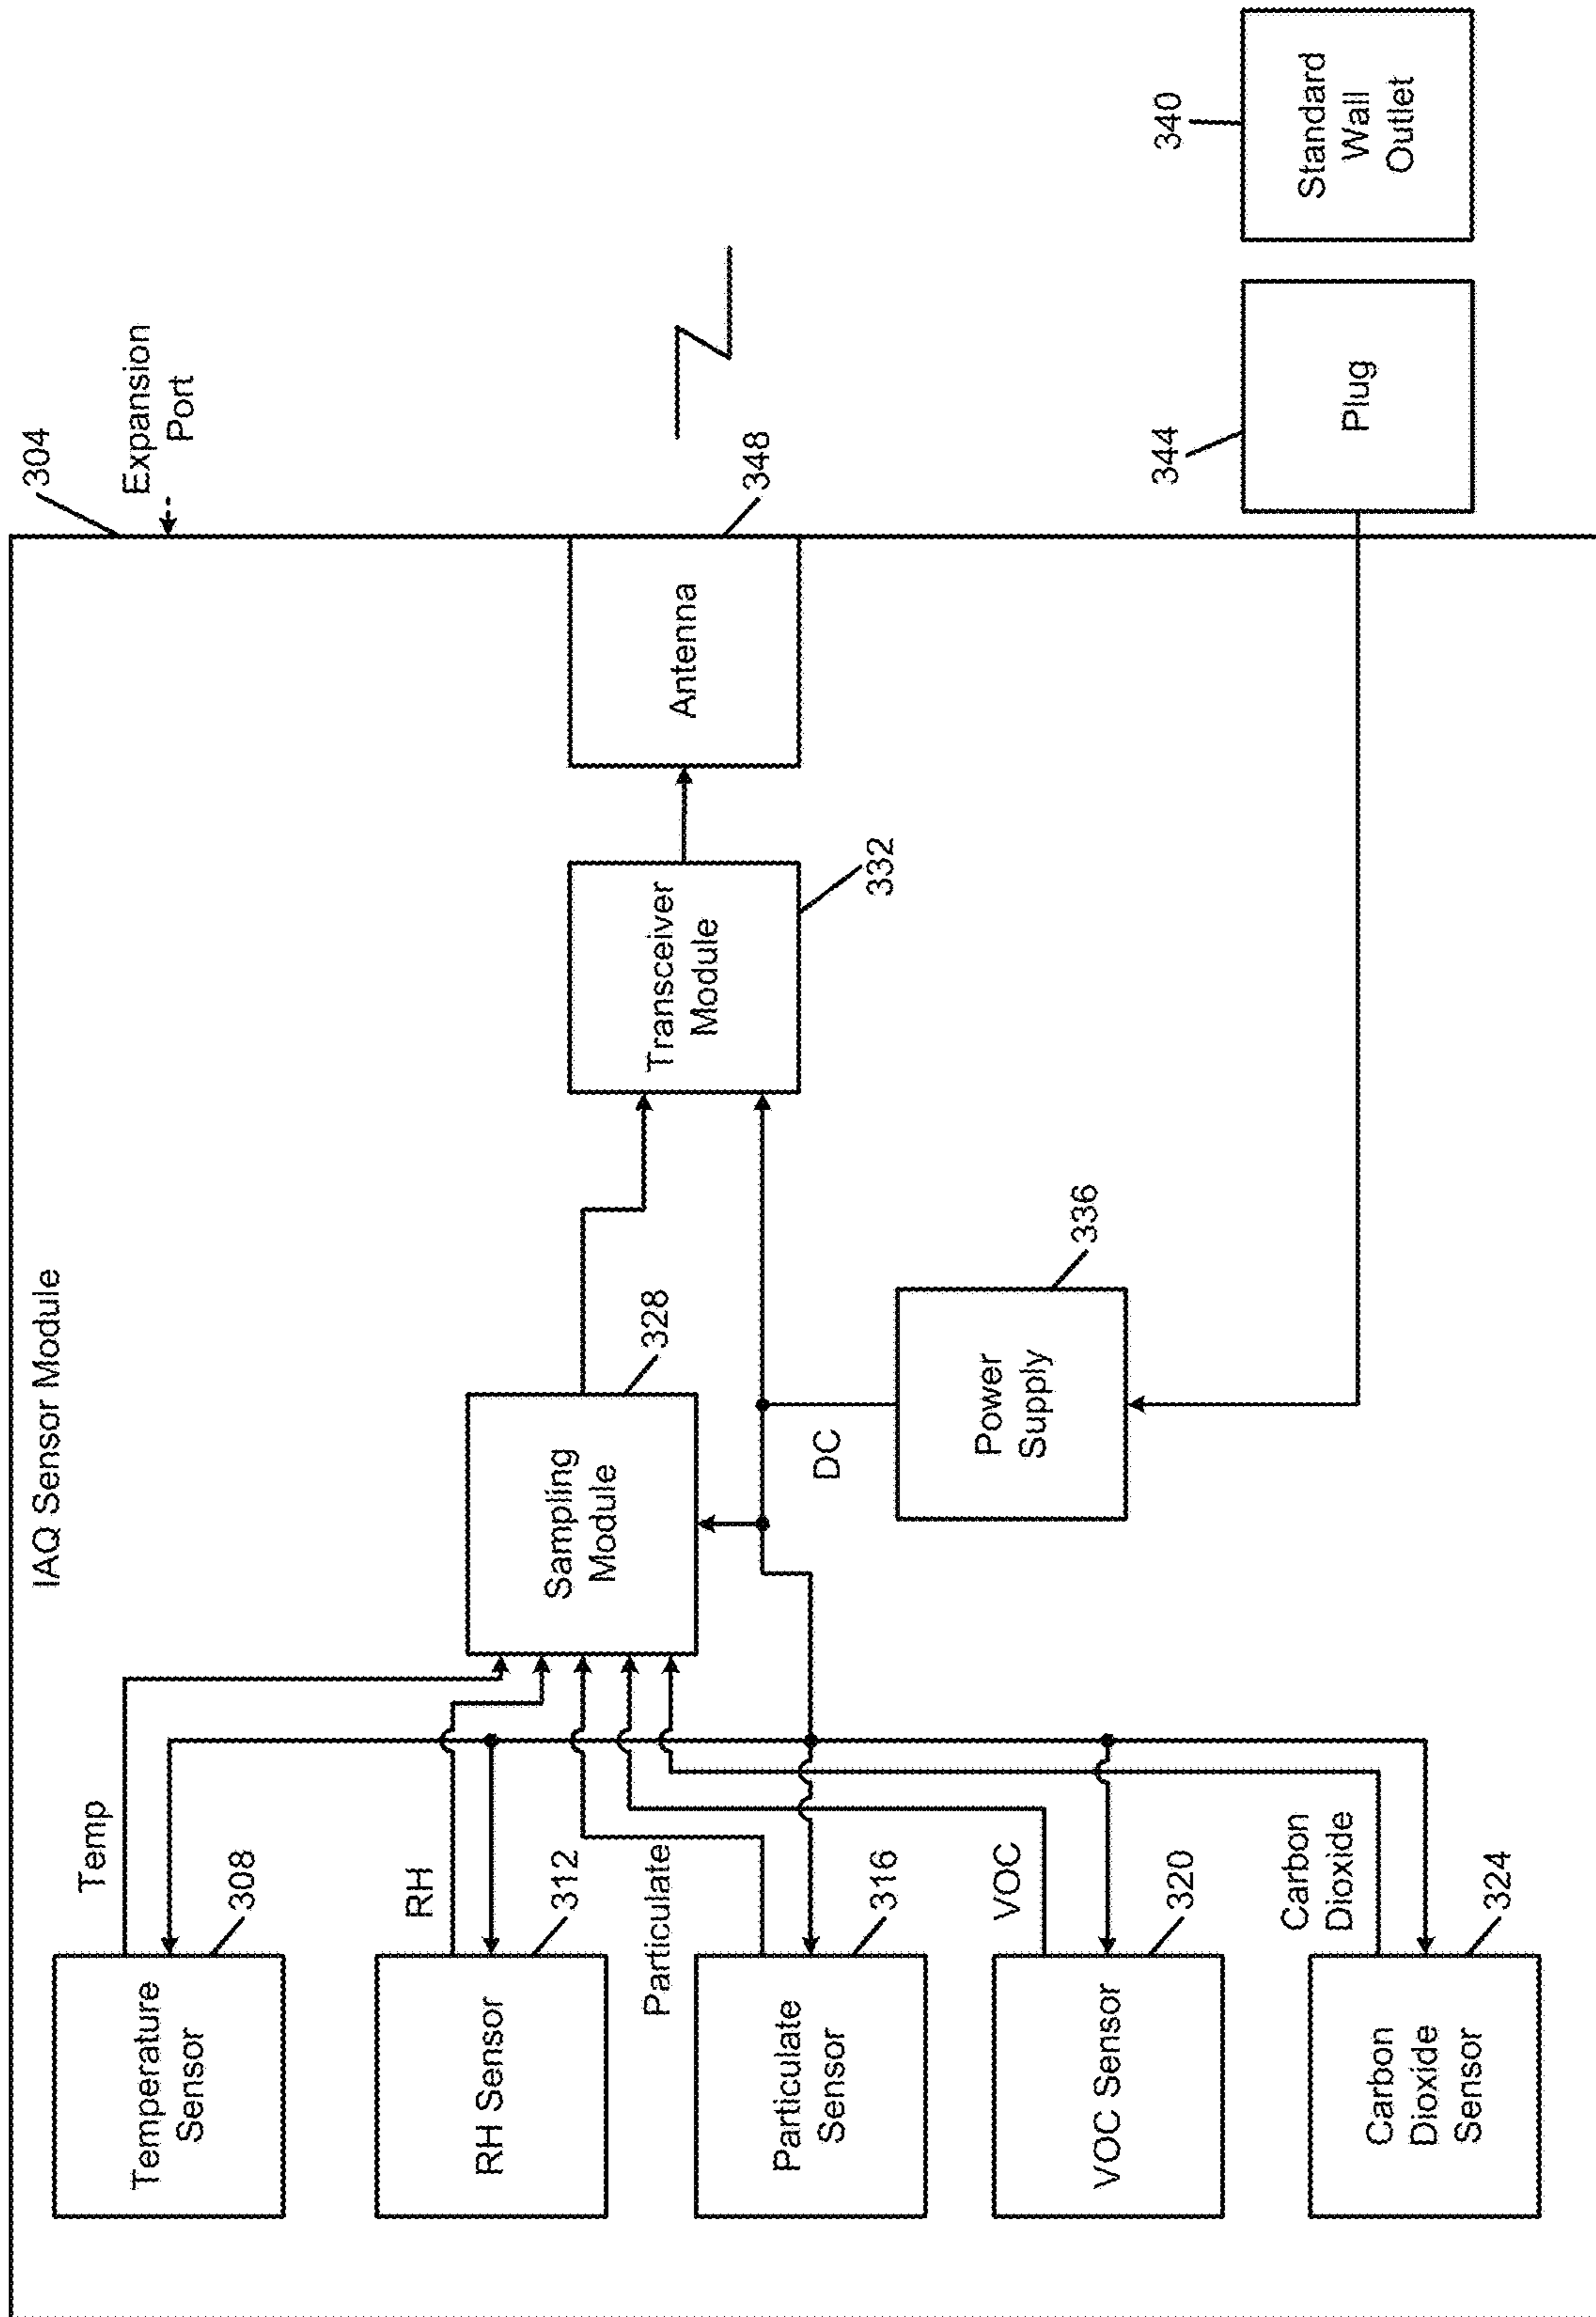 IAQ Sensor Module
304
Expansion
Port
Temperature
Sensor
308
Temp
RH Sensor
312
RH
Particulate
Sensor
316
Particulate
VOC Sensor
320
VOC
Carbon
Dioxide
Sensor
324
Carbon
Dioxide
Sampling
Module
328
Transceiver
Module
332
Antenna
348
DC
Power
Supply
336
Plug
344
Standard
Wall
Outlet
340